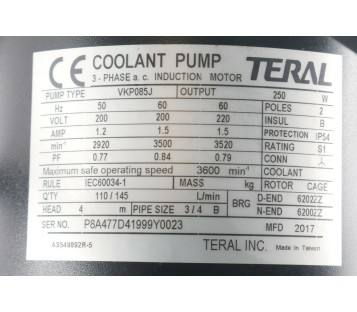 CE COOLANT PUMP TERAL
3 - PHASE a. c. INDUCTION MOTOR
PUMP TYPE VKP085J OUTPUT 250 W
Hz 50 60 60 POLES 2
VOLT 200 200 220 INSUL B
AMP 1.2 1.5 1.5 PROTECTION IP54
min⁻¹ 2920 3500 3520 RATING S1
PF 0.77 0.84 0.79 CONN 人
Maximum safe operating speed 3600 min⁻¹ COOLANT
RULE IEC60034-1 MASS kg ROTOR CAGE
Q'TY 110 / 145 L/min BRG D-END 6202ZZ
HEAD 4 m PIPE SIZE 3 / 4 B N-END 6200ZZ
SER NO. P8A477D41999Y0023 MFD 2017
TERAL INC. Made in Taiwan